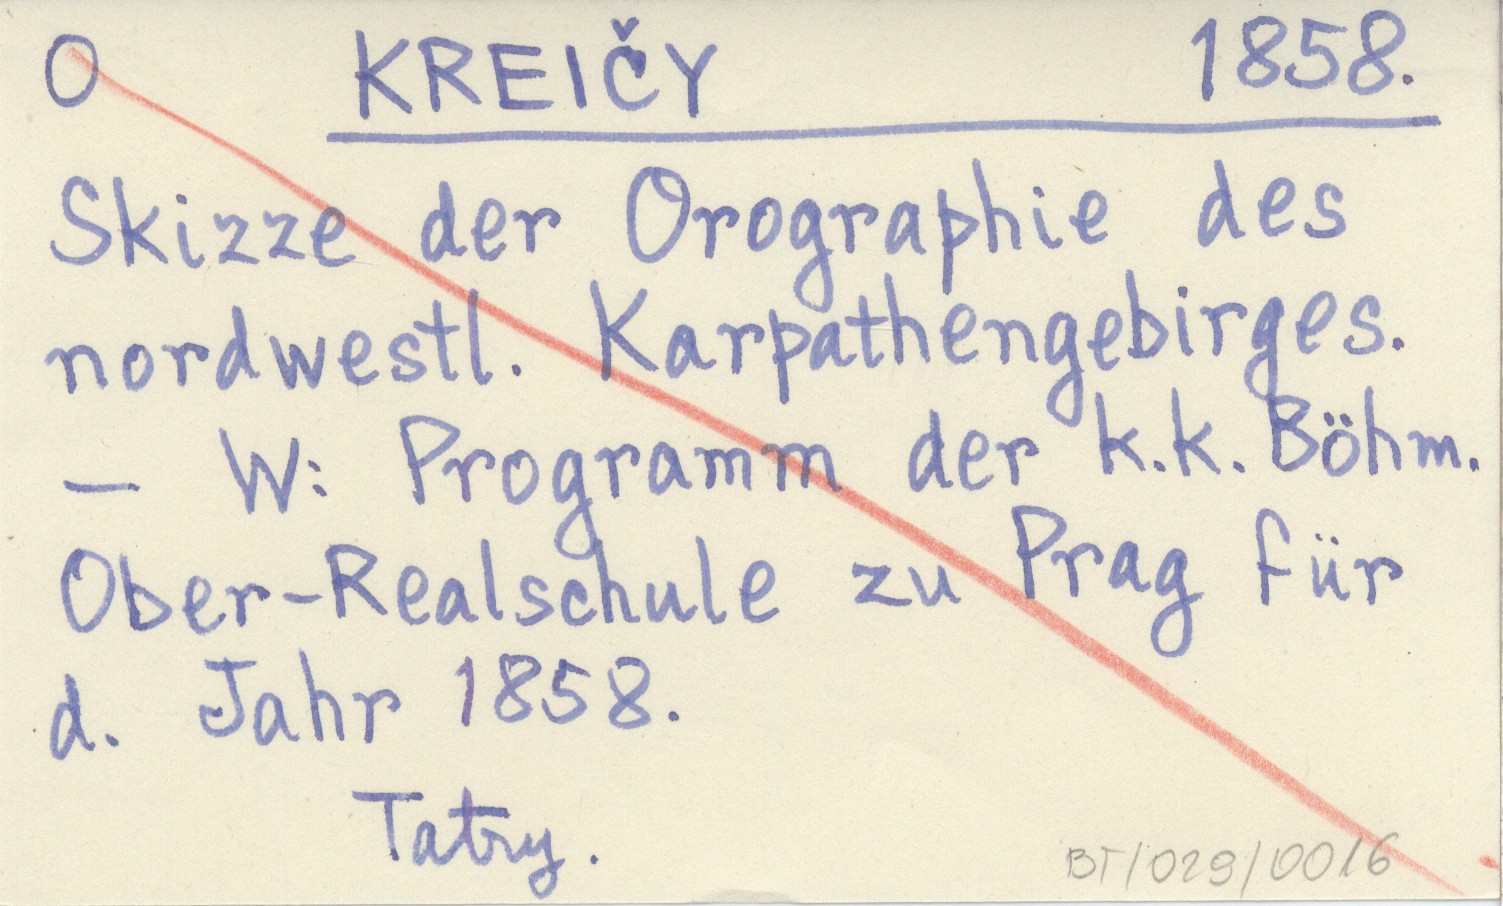 O KREIČY 1858.
Skizze der Orographie des
nordwestl. Karpathengebirges.
— W: Programm der k.k. Böhm.
Ober-Realschule zu Prag für
d. Jahr 1858.
Tatry.
BT/029/0016